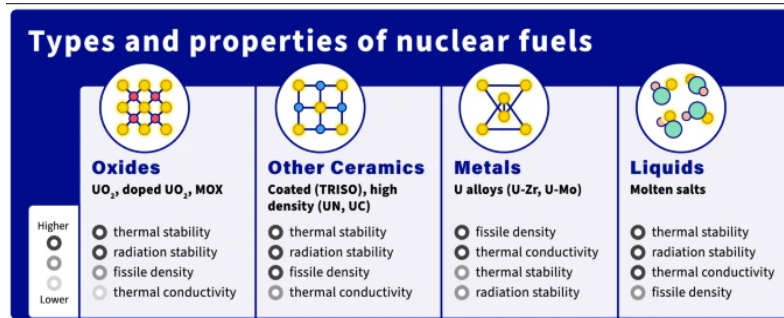 Types and properties of nuclear fuels
Oxides
UO₂, doped UO₂, MOX
thermal stability
radiation stability
fissile density
thermal conductivity
Other Ceramics
Coated (TRISO), high
density (UN, UC)
thermal stability
radiation stability
fissile density
thermal conductivity
Metals
U alloys (U-Zr, U-Mo)
fissile density
thermal conductivity
thermal stability
radiation stability
Liquids
Molten salts
thermal stability
radiation stability
thermal conductivity
fissile density
Higher
Lower